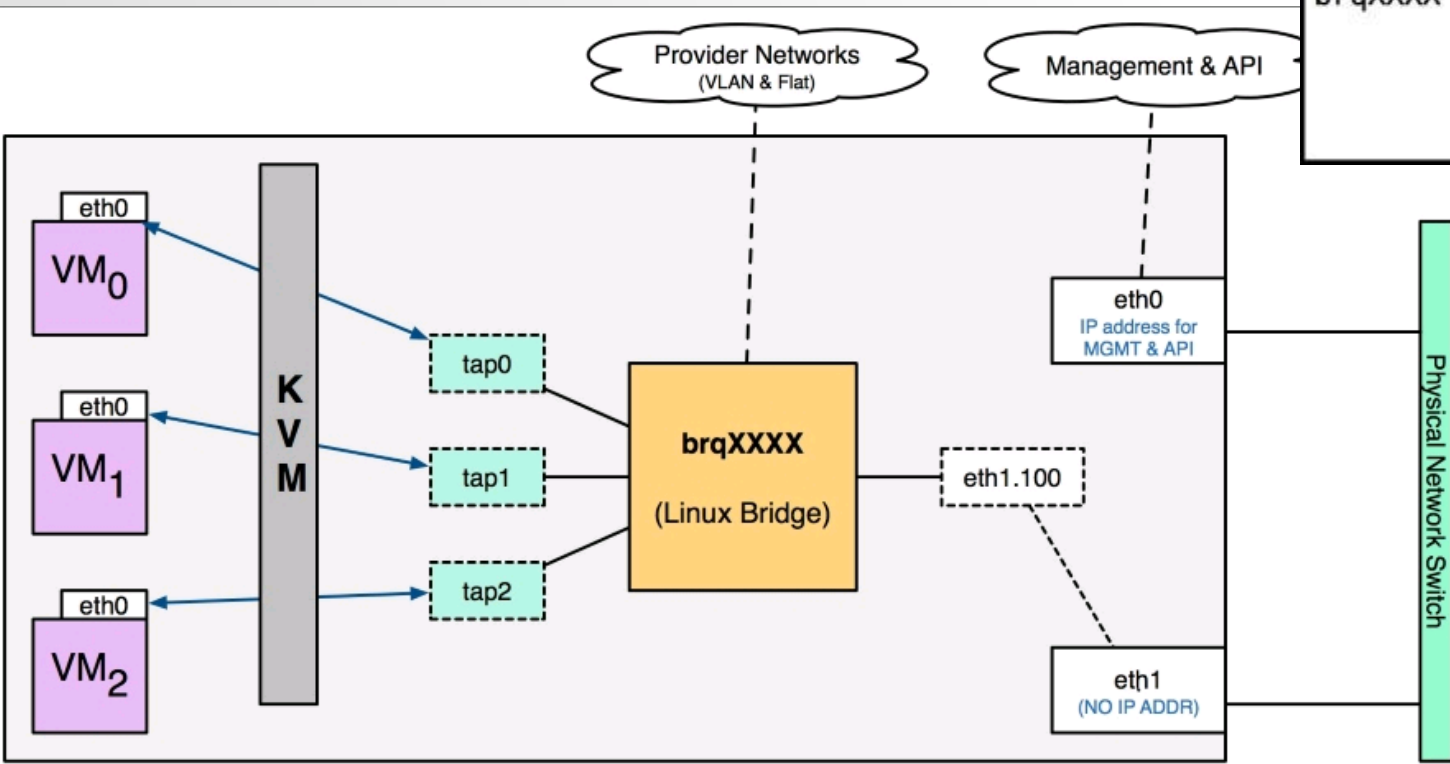 brqXXXX
Provider Networks
(VLAN & Flat)
Management & API
eth0
VM0
eth0
VM1
eth0
VM2
K
V
M
tap0
tap1
tap2
brqXXXX
(Linux Bridge)
eth1.100
eth0
IP address for
MGMT & API
eth1
(NO IP ADDR)
Physical Network Switch